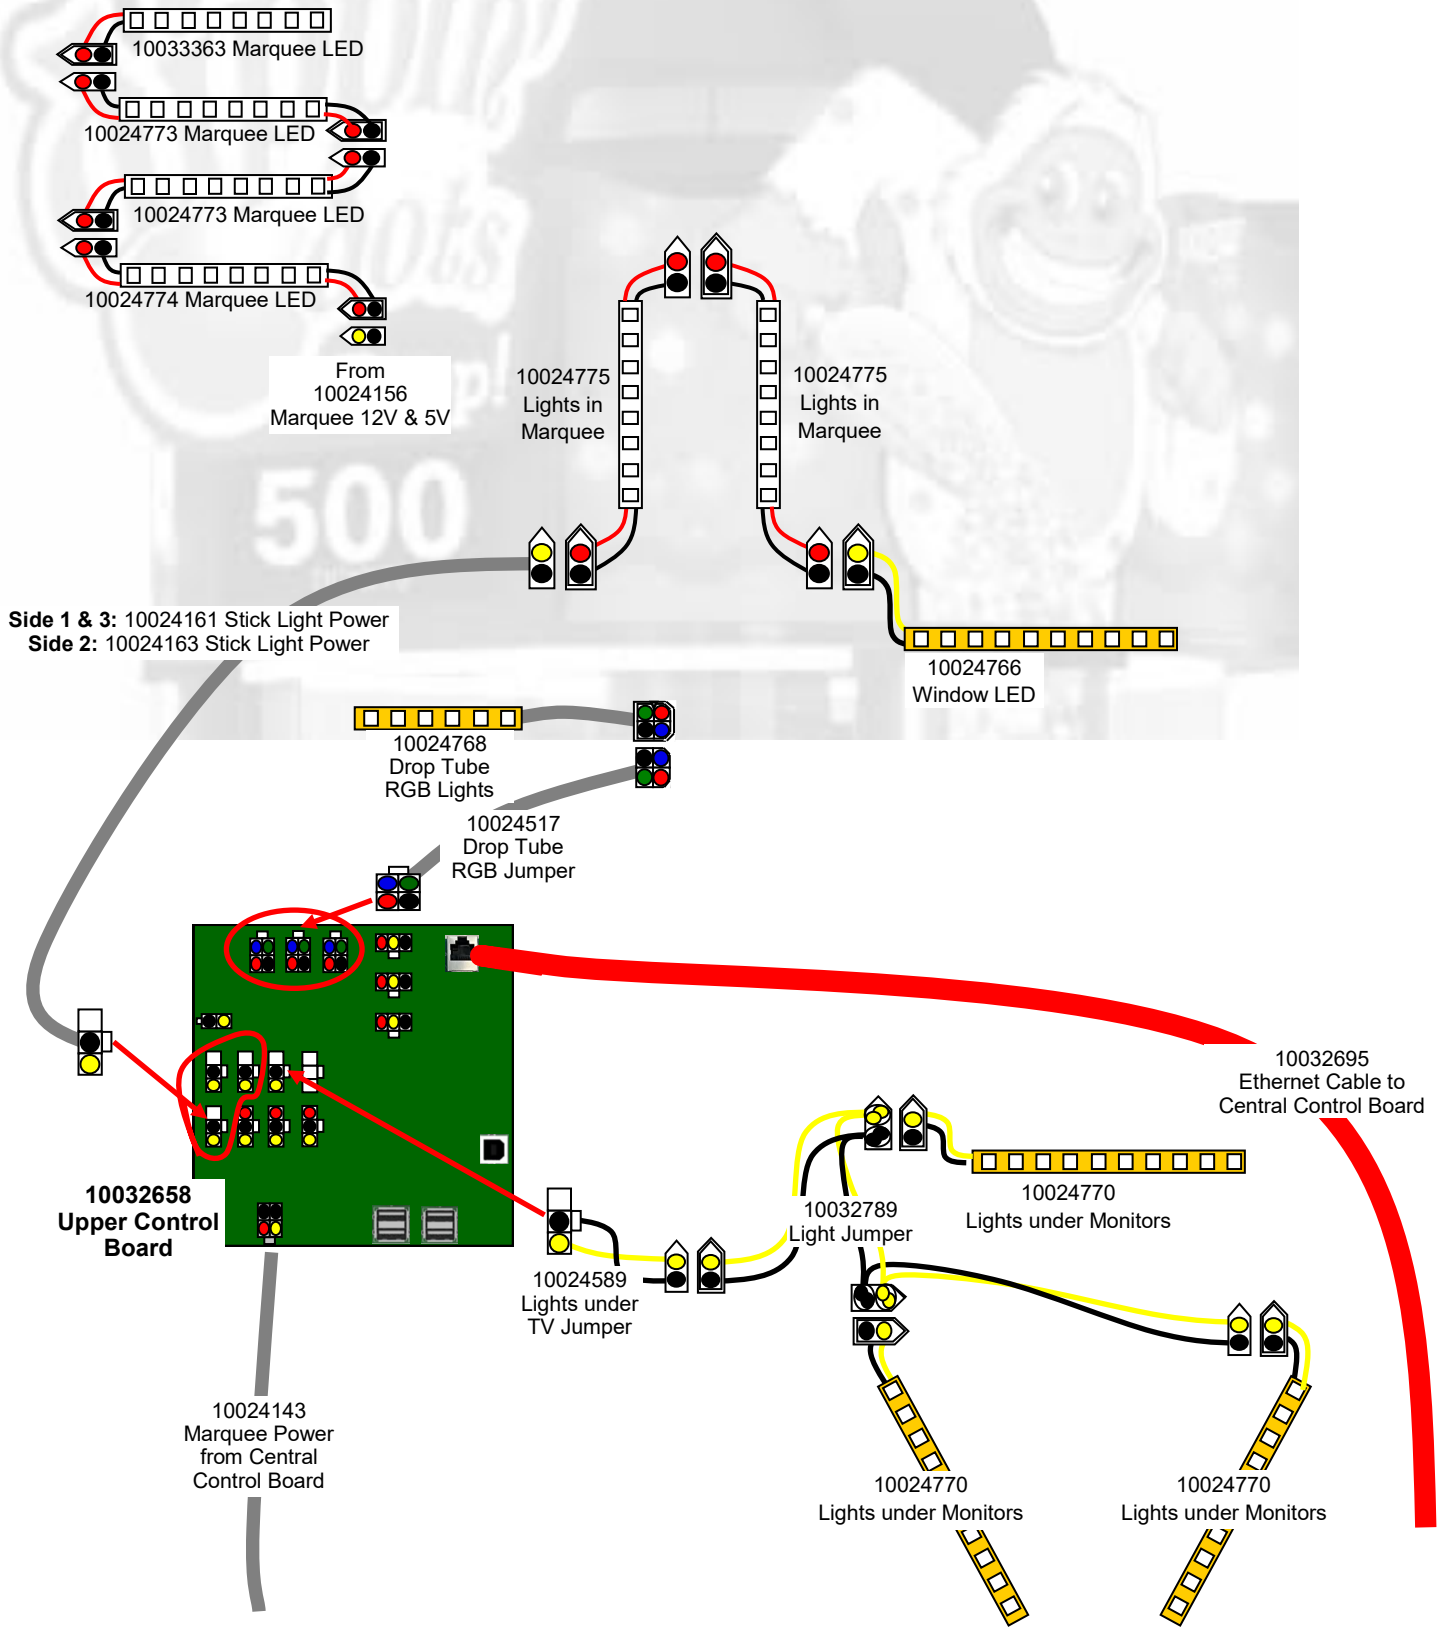 10033363 Marquee LED
10024773 Marquee LED
10024773 Marquee LED
10024774 Marquee LED
From
10024156
Marquee 12V & 5V
10024775
Lights in
Marquee
10024775
Lights in
Marquee
500
Side 1 & 3: 10024161 Stick Light Power
Side 2: 10024163 Stick Light Power
10024766
Window LED
10024768
Drop Tube
RGB Lights
10024517
Drop Tube
RGB Jumper
10032695
Ethernet Cable to
Central Control Board
10032658
Upper Control
Board
10032789
Light Jumper
10024770
Lights under Monitors
10024589
Lights under
TV Jumper
10024143
Marquee Power
from Central
Control Board
10024770
Lights under Monitors
10024770
Lights under Monitors